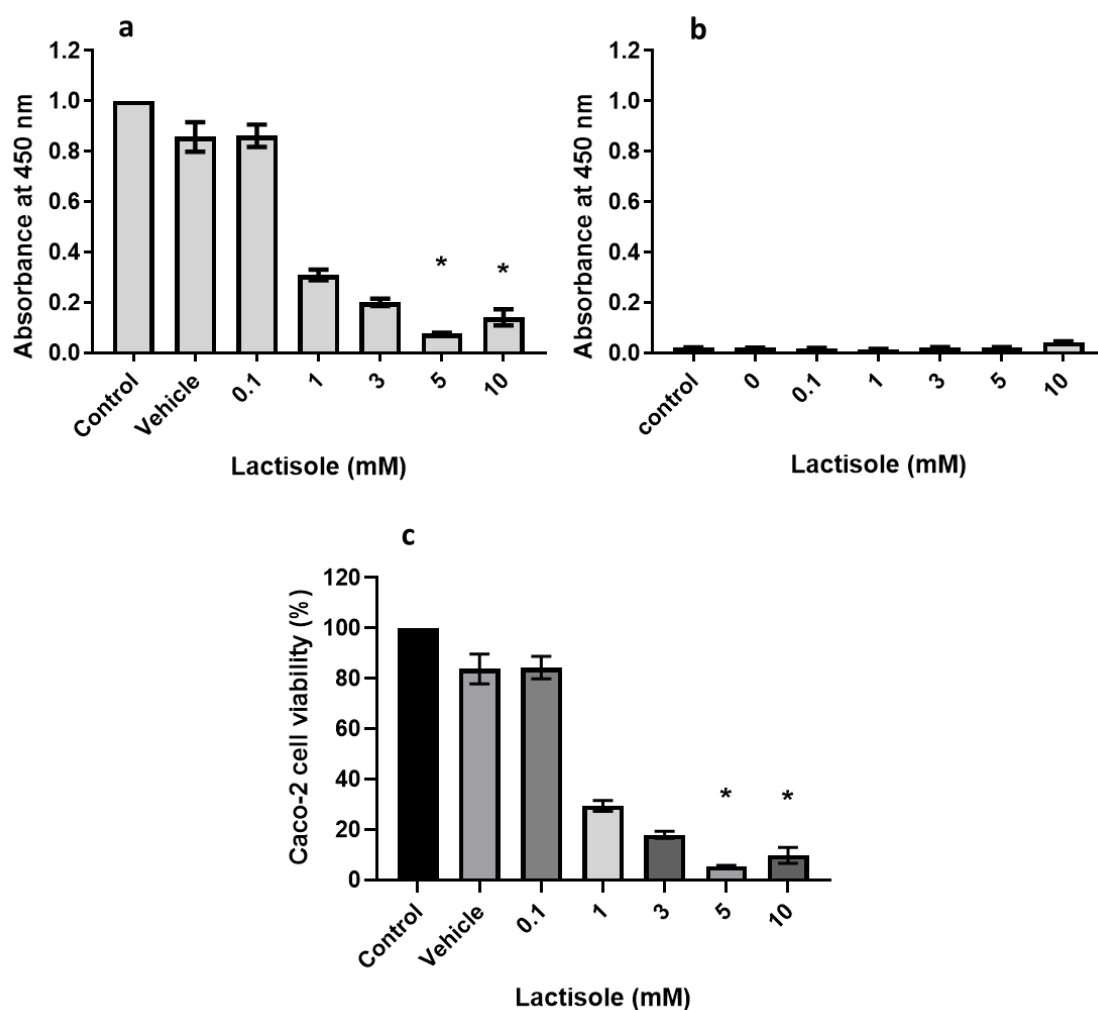 a
Absorbance at 450 nm
1.2
1.0
0.8
0.6
0.4
0.2
0.0
* *
Control Vehicle 0.1 1 3 5 10
Lactisole (mM)
b
Absorbance at 450 nm
1.2
1.0
0.8
0.6
0.4
0.2
0.0
control 0 0.1 1 3 5 10
Lactisole (mM)
c
Caco-2 cell viability (%)
120
100
80
60
40
20
0
* *
Control Vehicle 0.1 1 3 5 10
Lactisole (mM)